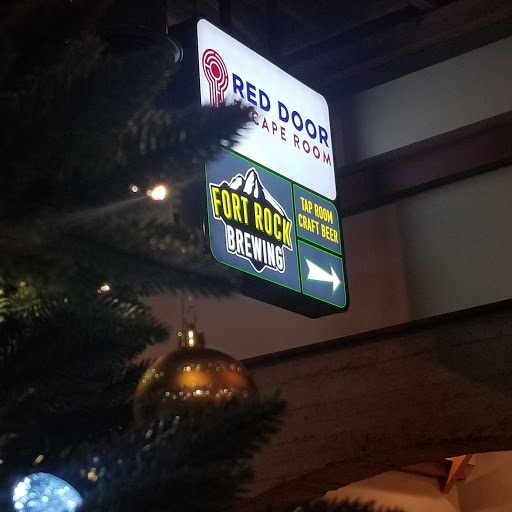 RED DOOR
ESCAPE ROOM
FORT ROCK
BREWING
TAP ROOM
CRAFT BEER